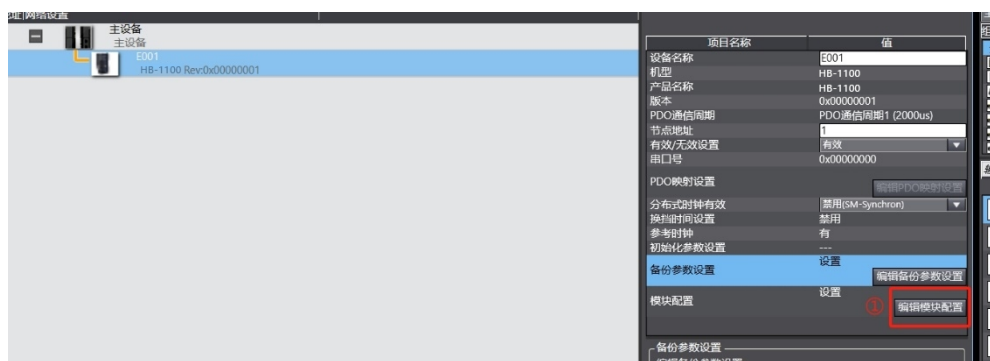 址|网络设置
主设备
主设备
E001
HB-1100 Rev:0x00000001
项目名称 值
设备名称 E001
机型 HB-1100
产品名称 HB-1100
版本 0x00000001
PDO通信周期 PDO通信周期1 (2000us)
节点地址 1
有效/无效设置 有效
串口号 0x00000000
PDO映射设置 编辑PDO映射设置
分布式时钟有效 禁用(SM-Synchron)
换挡时间设置 禁用
参考时钟 有
初始化参数设置 ---
备份参数设置 设置
编辑备份参数设置
模块配置 设置
① 编辑模块配置
备份参数设置